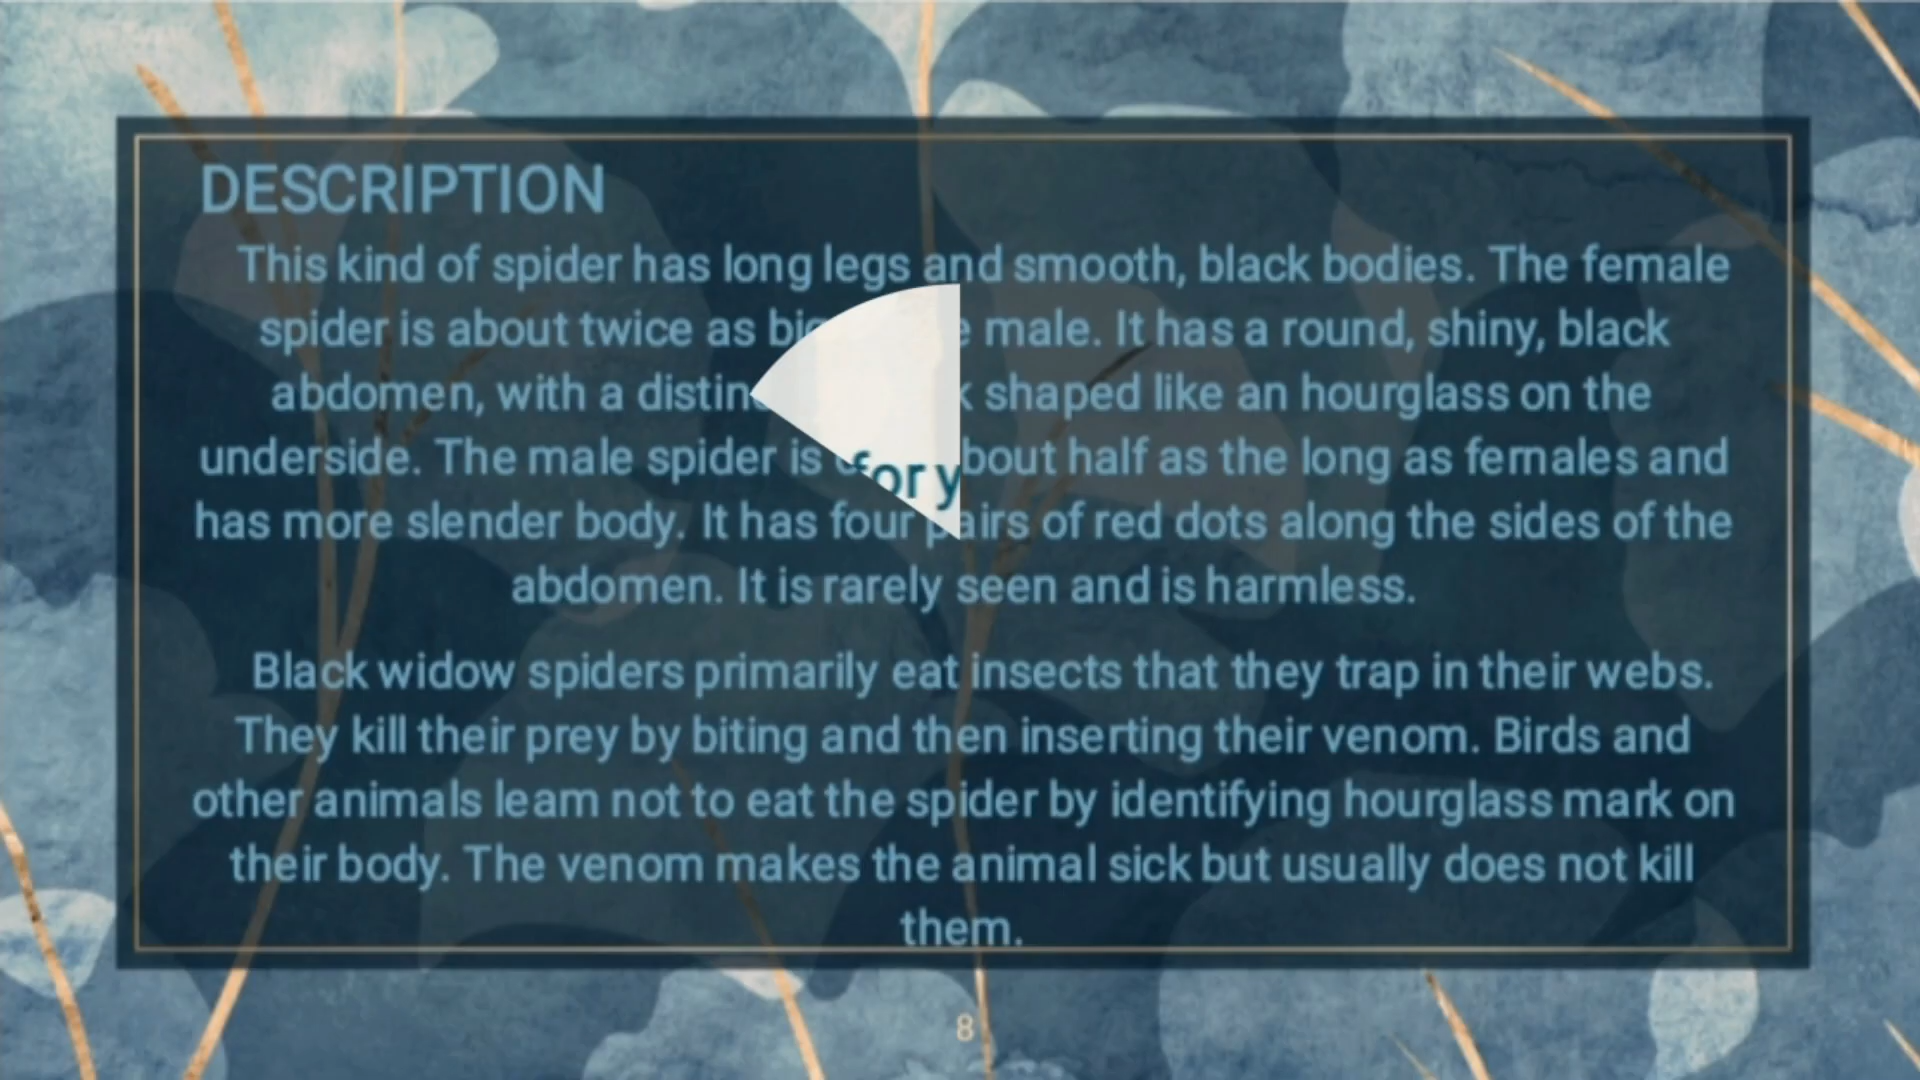 DESCRIPTION
This kind of spider has long legs and smooth, black bodies. The female
spider is about twice as male. It has a round, shiny, black
abdomen, with a shaped like an hourglass on the
underside. The male spider is for y bout half as the long as females and
has more slender body. It has four pairs of red dots along the sides of the
abdomen. It is rarely seen and is harmless.
Black widow spiders primarily eat insects that they trap in their webs.
They kill their prey by biting and then inserting their venom. Birds and
other animals learn not to eat the spider by identifying hourglass mark on
their body. The venom makes the animal sick but usually does not kill
them.
8